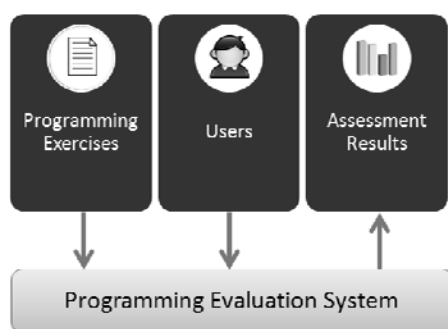 Programming
Exercises
Users
Assessment
Results
Programming Evaluation System